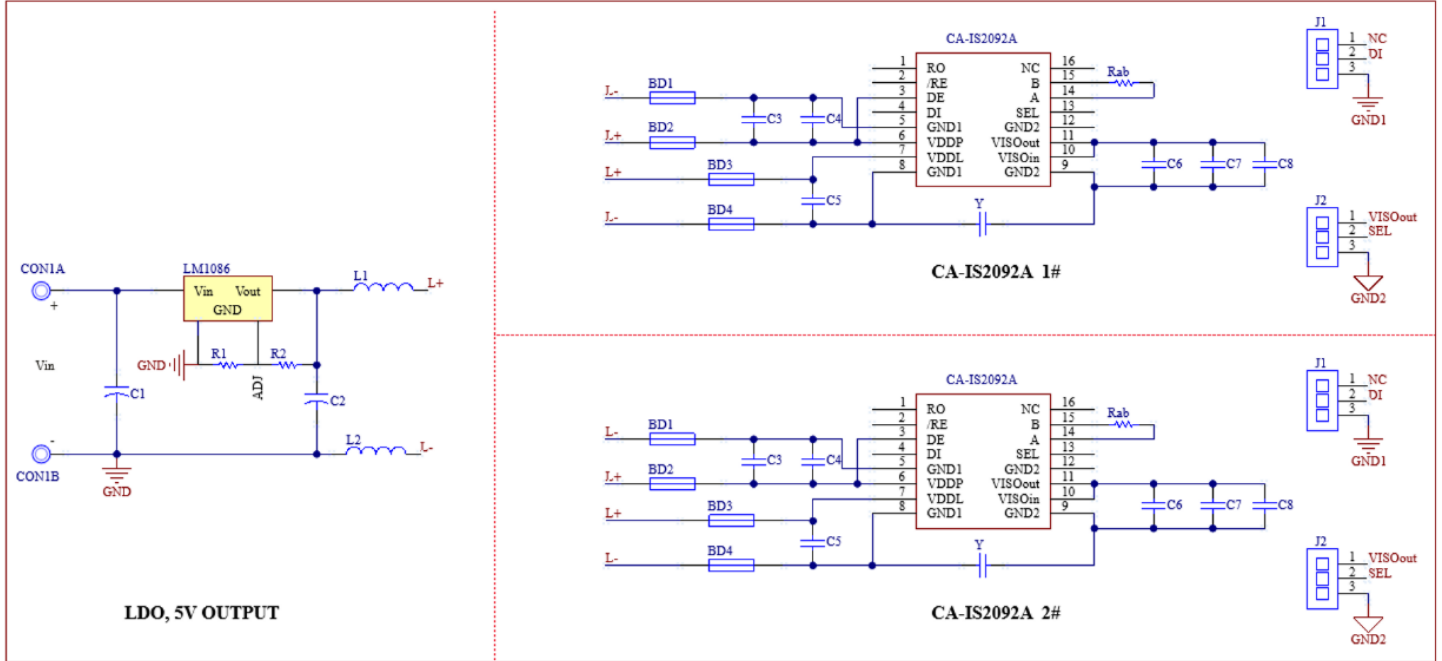 CON1A
+
Vin
-
CON1B
C1
GND
LM1086
Vin Vout
GND
GND
R1
R2
ADJ
C2
L1
L+
L2
L-
LDO, 5V OUTPUT
CA-IS2092A
L-
BD1
L+
BD2
L+
BD3
L-
BD4
C3
C4
C5
1 RO NC 16
2 /RE B 15
3 DE A 14
4 DI SEL 13
5 GND1 GND2 12
6 VDDP VISOout 11
7 VDDL VISOin 10
8 GND1 GND2 9
Rab
C6
C7
C8
Y
CA-IS2092A 1#
J1
1 NC
2 DI
3
GND1
J2
1 VISOout
2 SEL
3
GND2
CA-IS2092A
L-
BD1
L+
BD2
L+
BD3
L-
BD4
C3
C4
C5
1 RO NC 16
2 /RE B 15
3 DE A 14
4 DI SEL 13
5 GND1 GND2 12
6 VDDP VISOout 11
7 VDDL VISOin 10
8 GND1 GND2 9
Rab
C6
C7
C8
Y
CA-IS2092A 2#
J1
1 NC
2 DI
3
GND1
J2
1 VISOout
2 SEL
3
GND2